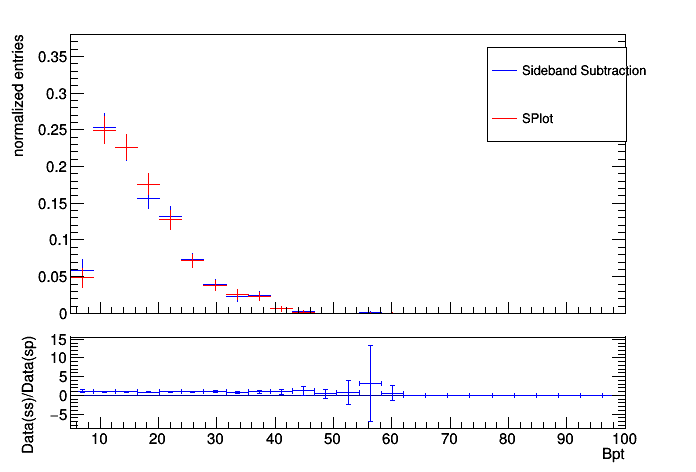 normalized entries
0.35
0.3
0.25
0.2
0.15
0.1
0.05
0
Sideband Subtraction
SPlot
Data(ss)/Data(sp)
15
10
5
0
−5
10 20 30 40 50 60 70 80 90 100
Bpt